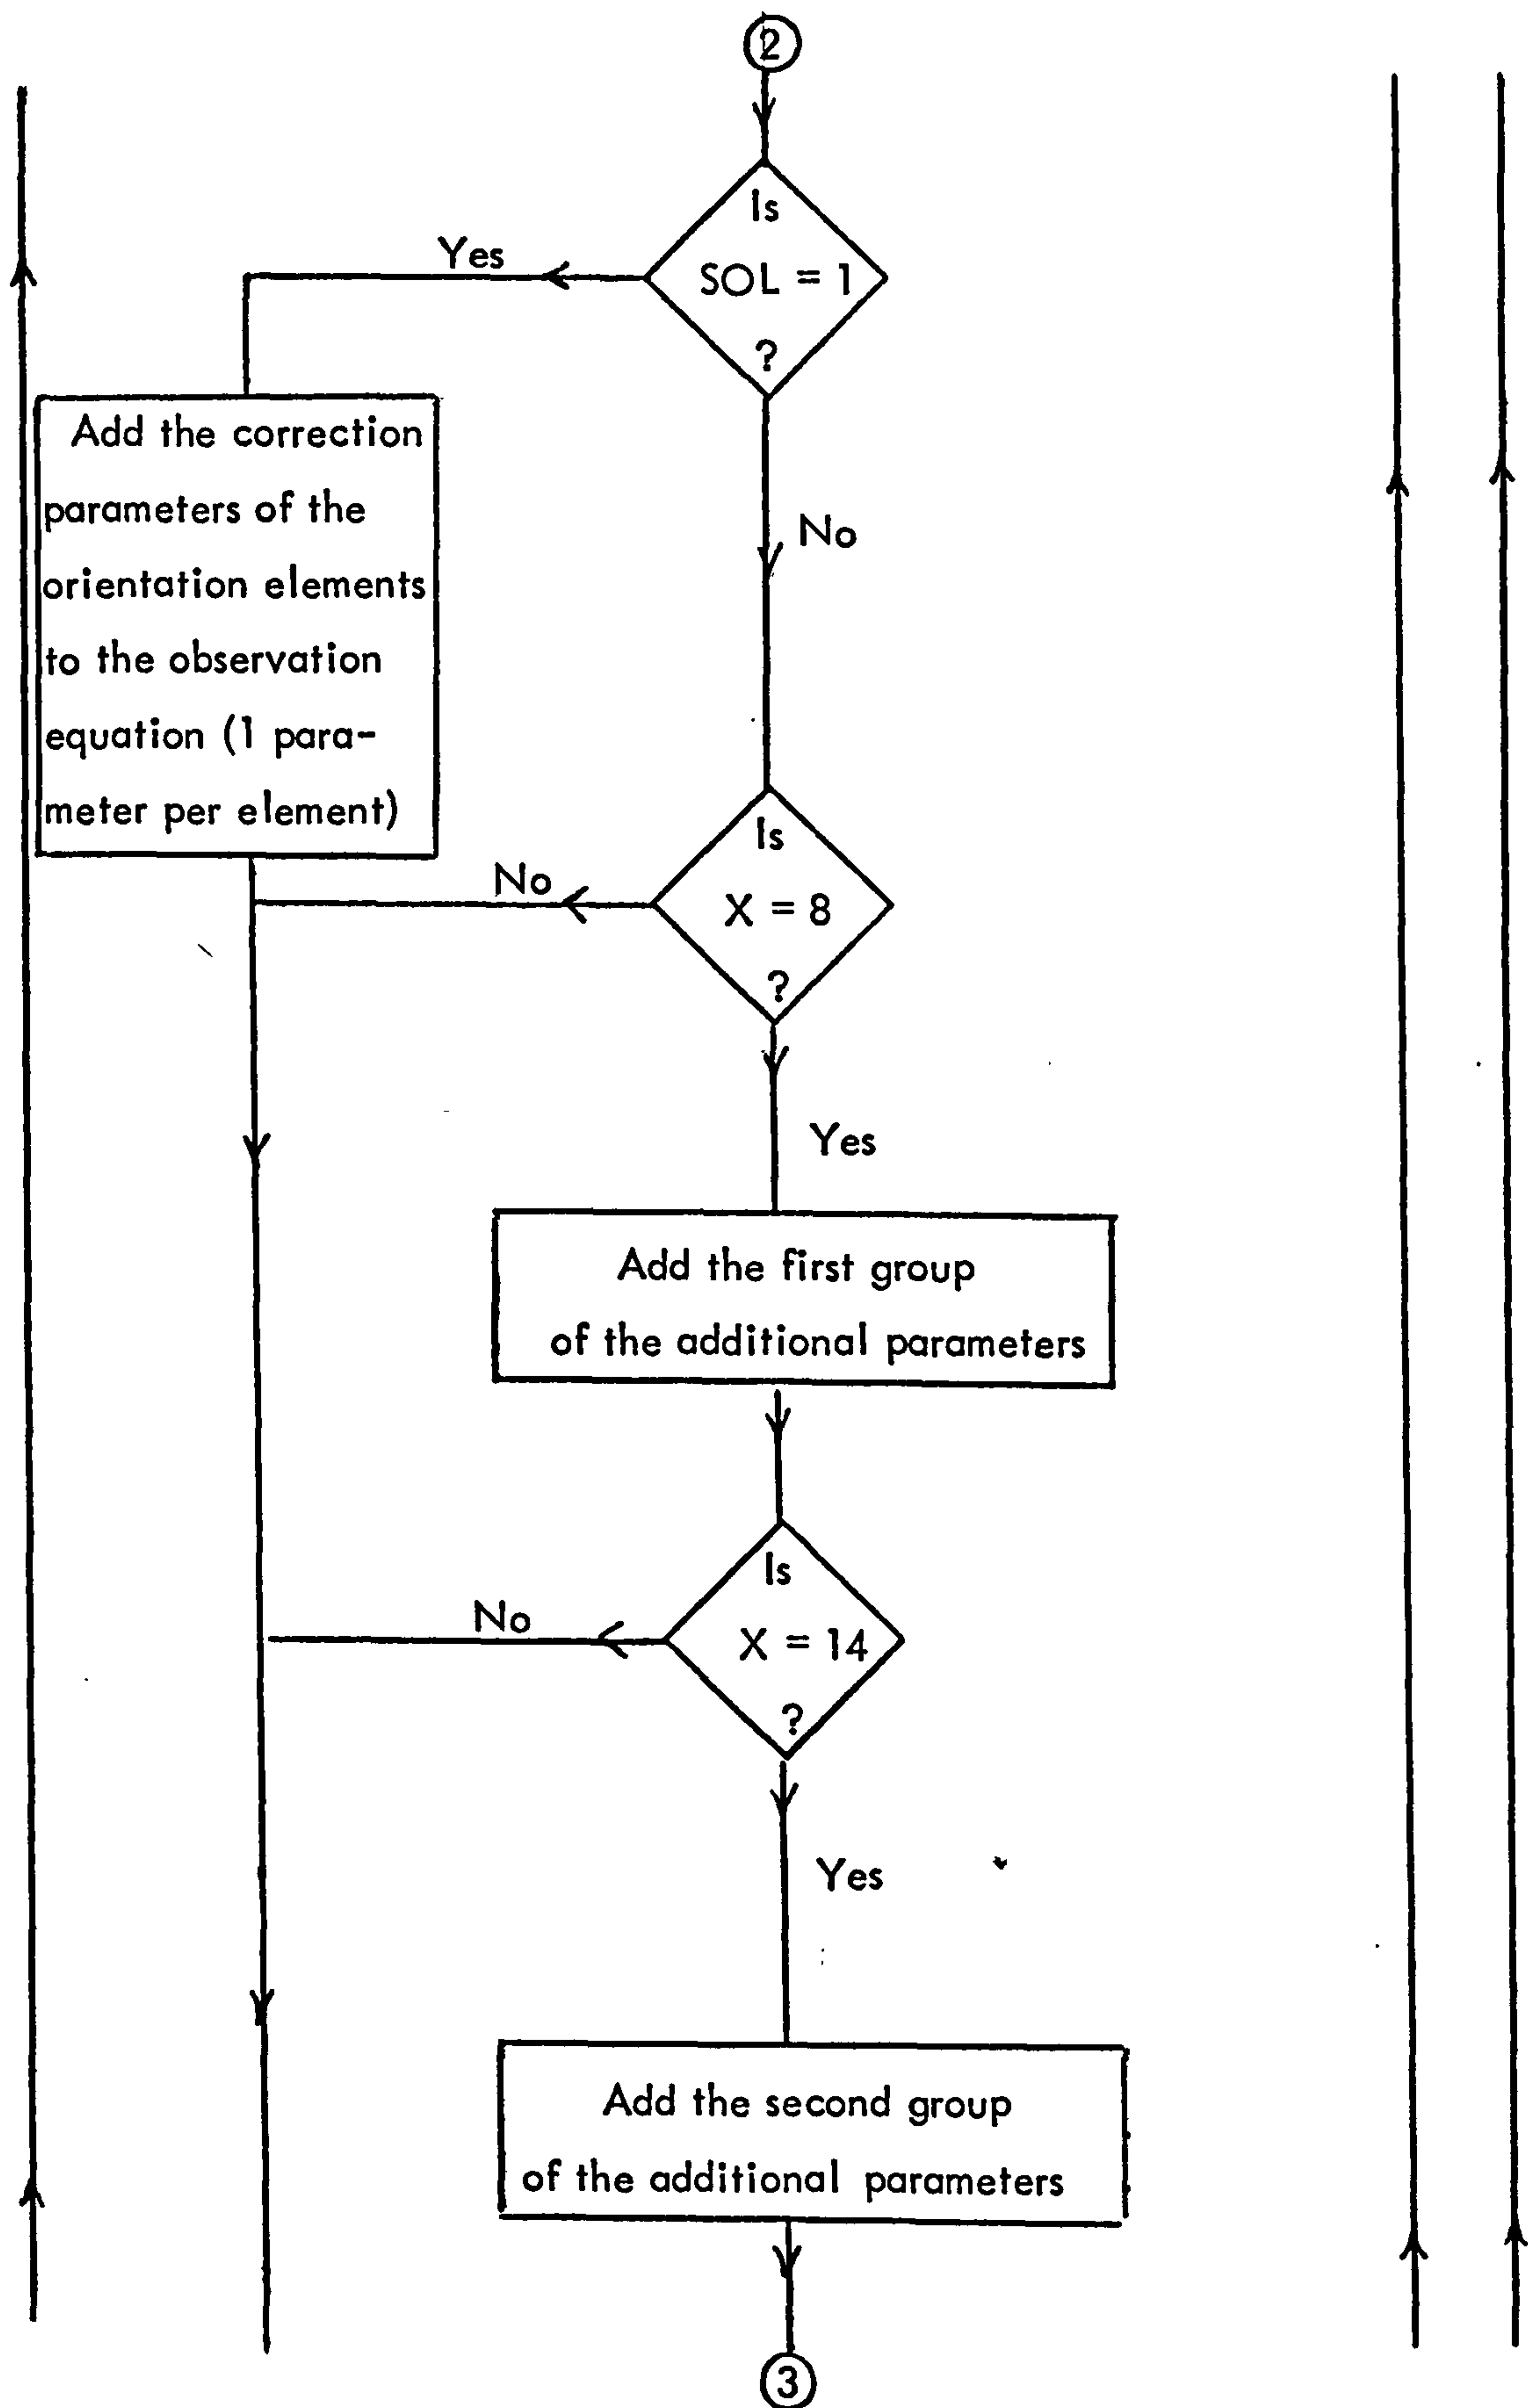 2
Is
SOL = 1
?
Yes
No
Add the correction
parameters of the
orientation elements
to the observation
equation (1 para-
meter per element)
Is
X = 8
?
No
Yes
Add the first group
of the additional parameters
Is
X = 14
?
No
Yes
Add the second group
of the additional parameters
3